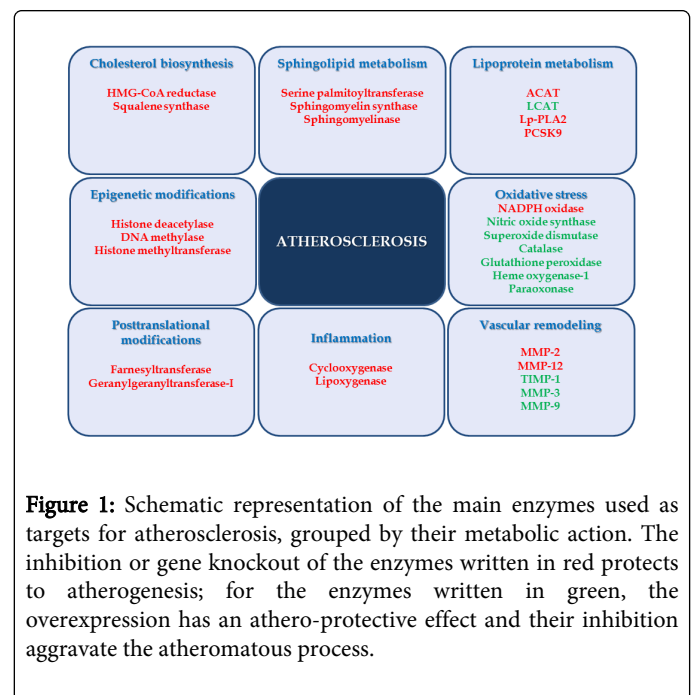 Cholesterol biosynthesis
HMG-CoA reductase
Squalene synthase
Sphingolipid metabolism
Serine palmitoyltransferase
Sphingomyelin synthase
Sphingomyelinase
Lipoprotein metabolism
ACAT
LCAT
Lp-PLA2
PCSK9
Epigenetic modifications
Histone deacetylase
DNA methylase
Histone methyltransferase
ATHEROSCLEROSIS
Oxidative stress
NADPH oxidase
Nitric oxide synthase
Superoxide dismutase
Catalase
Glutathione peroxidase
Heme oxygenase-1
Paraoxonase
Posttranslational
modifications
Farnesyltransferase
Geranylgeranyltransferase-I
Inflammation
Cyclooxygenase
Lipoxygenase
Vascular remodeling
MMP-2
MMP-12
TIMP-1
MMP-3
MMP-9
Figure 1: Schematic representation of the main enzymes used as
targets for atherosclerosis, grouped by their metabolic action. The
inhibition or gene knockout of the enzymes written in red protects
to atherogenesis; for the enzymes written in green, the
overexpression has an athero-protective effect and their inhibition
aggravate the atheromatous process.